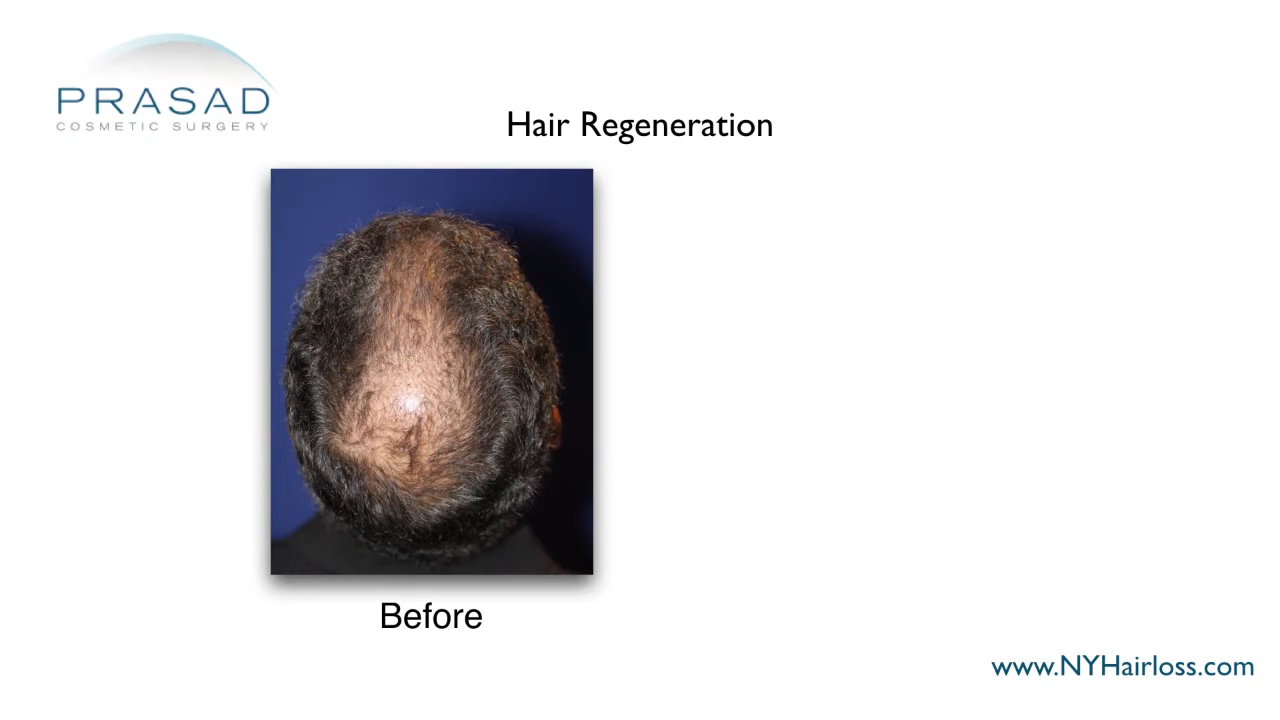 PRASAD
COSMETIC SURGERY
Hair Regeneration
Before
www.NYHairloss.com